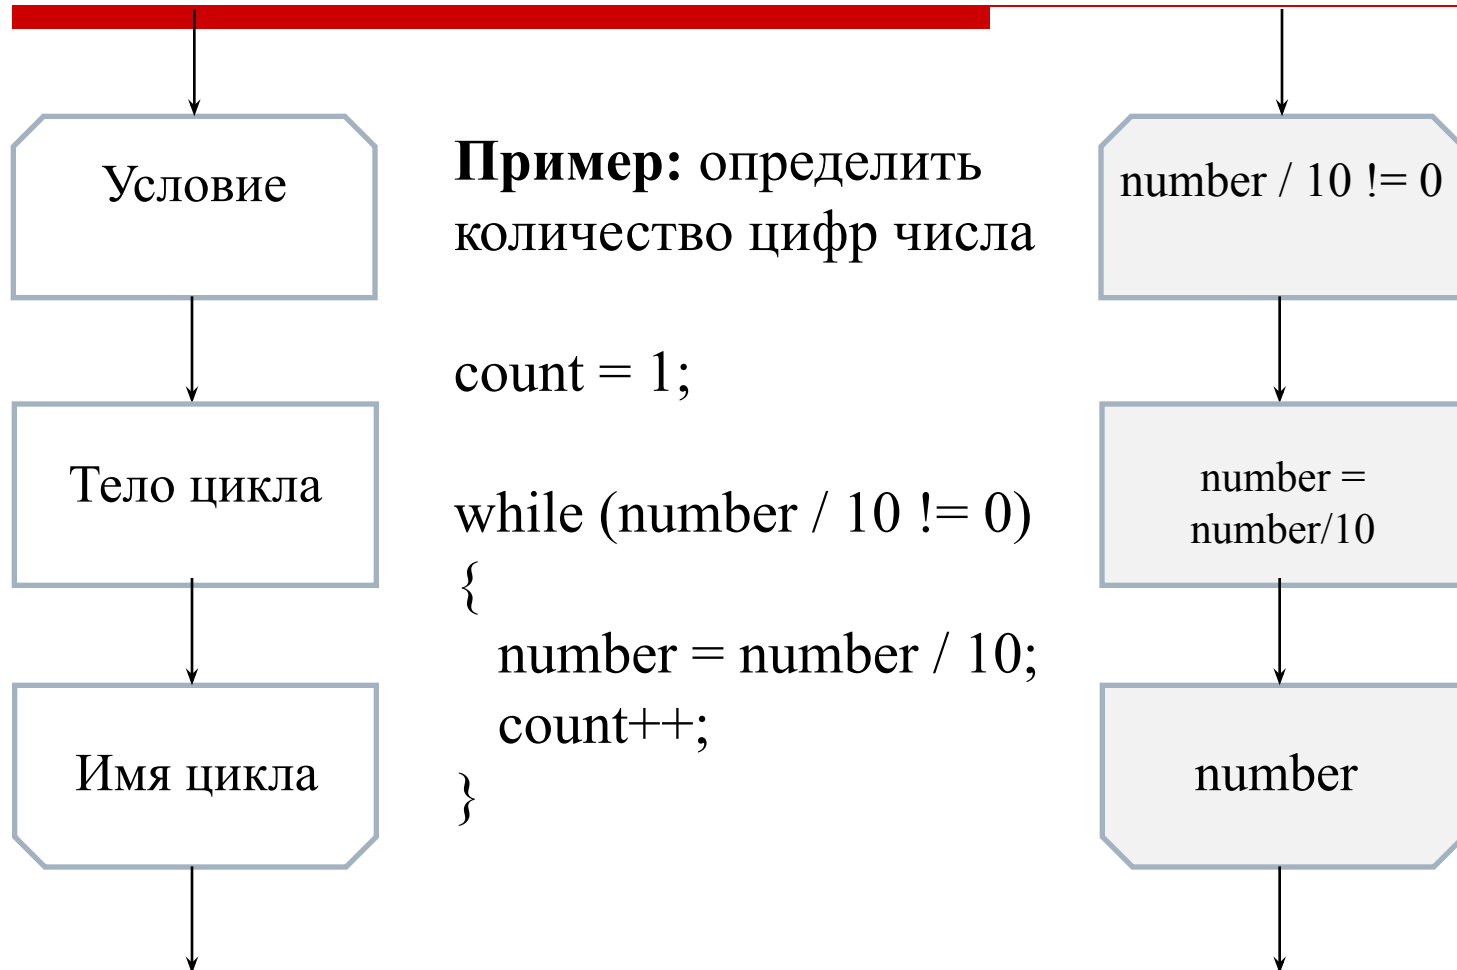 Условие
Тело цикла
Имя цикла
Пример: определить
количество цифр числа
count = 1;
while (number / 10 != 0)
{
number = number / 10;
count++;
}
number / 10 != 0
number =
number/10
number